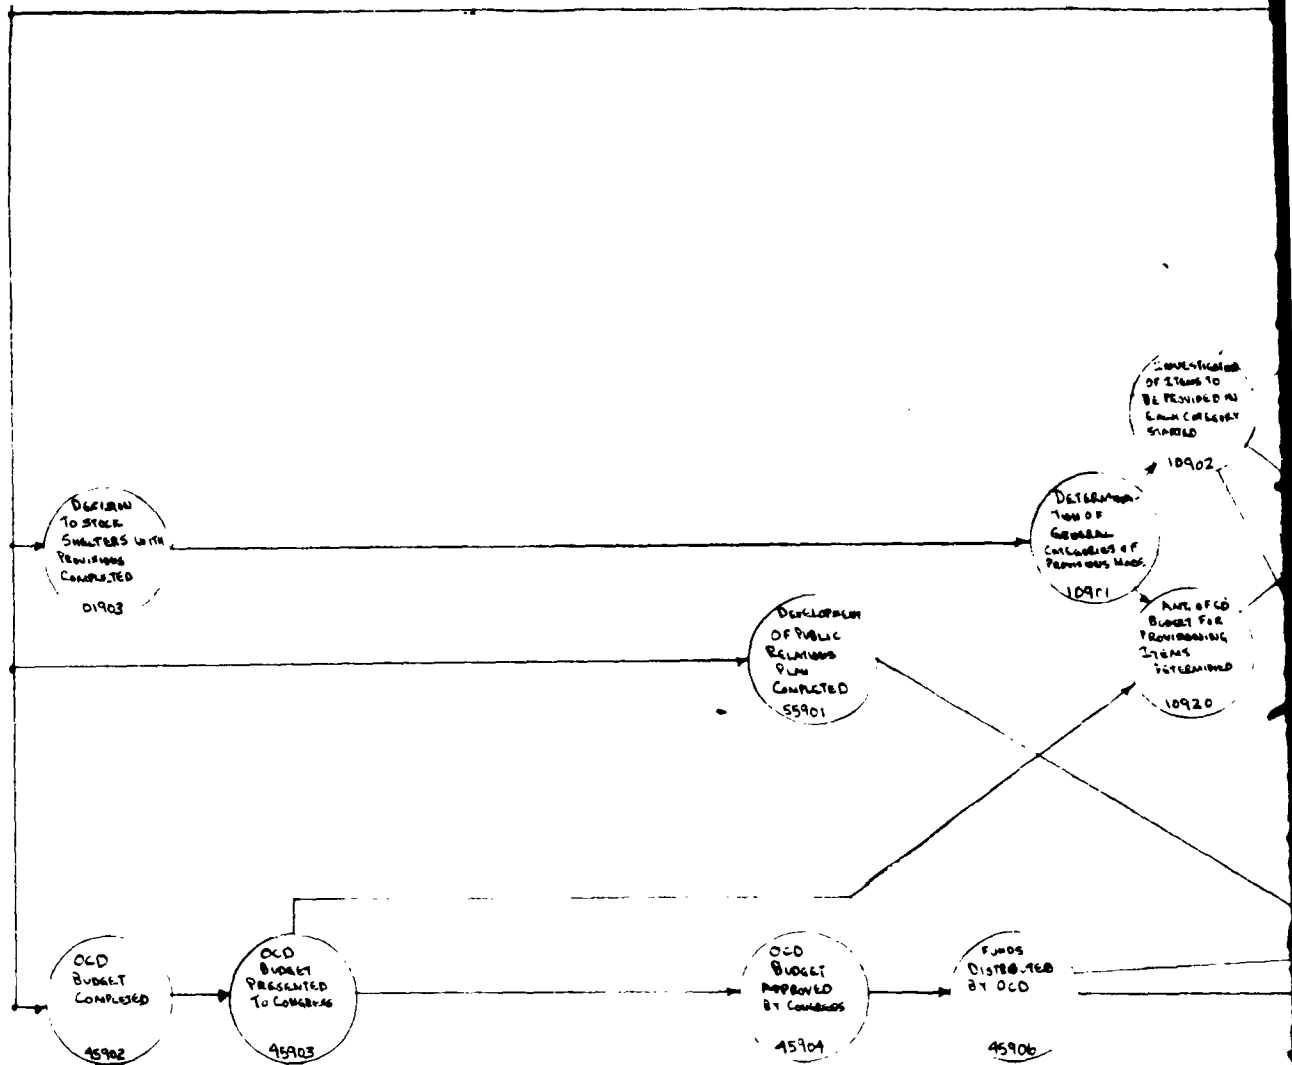 INVESTIGATION
OF ITEMS TO
BE PROVIDED IN
EACH CATEGORY
STARTED
10902
DECISION
TO STOCK
SHELTERS WITH
PROVISIONS
COMPLETED
01903
DETERMINA-
TION OF
GENERAL
CATEGORIES OF
PROVISIONS MADE
10901
DEVELOPMENT
OF PUBLIC
RELATIONS
PLAN
COMPLETED
55901
AMT. OF CD
BUDGET FOR
PROVISIONING
ITEMS
DETERMINED
10920
OCD
BUDGET
COMPLETED
45902
OCD
BUDGET
PRESENTED
TO CONGRESS
45903
OCD
BUDGET
APPROVED
BY CONGRESS
45904
FUNDS
DISTRIBUTED
BY OCD
45906